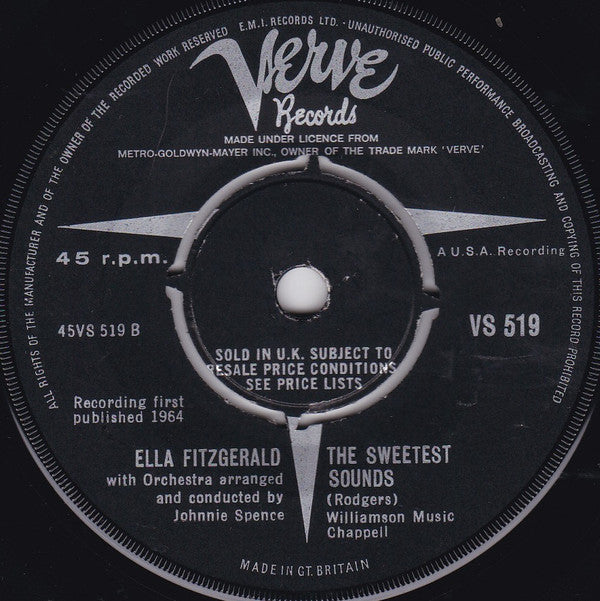 ALL RIGHTS OF THE MANUFACTURER AND OF THE OWNER OF THE RECORDED WORK RESERVED E.M.I. RECORDS LTD. · UNAUTHORISED PUBLIC PERFORMANCE BROADCASTING AND COPYING OF THIS RECORD PROHIBITED
Verve
Records
MADE UNDER LICENCE FROM
METRO-GOLDWYN-MAYER INC., OWNER OF THE TRADE MARK 'VERVE'
45 r.p.m.
A U.S.A. Recording
45VS 519 B
VS 519
SOLD IN U.K. SUBJECT TO
RESALE PRICE CONDITIONS
SEE PRICE LISTS
Recording first
published 1964
ELLA FITZGERALD
with Orchestra arranged
and conducted by
Johnnie Spence
THE SWEETEST
SOUNDS
(Rodgers)
Williamson Music
Chappell
MADE IN GT. BRITAIN